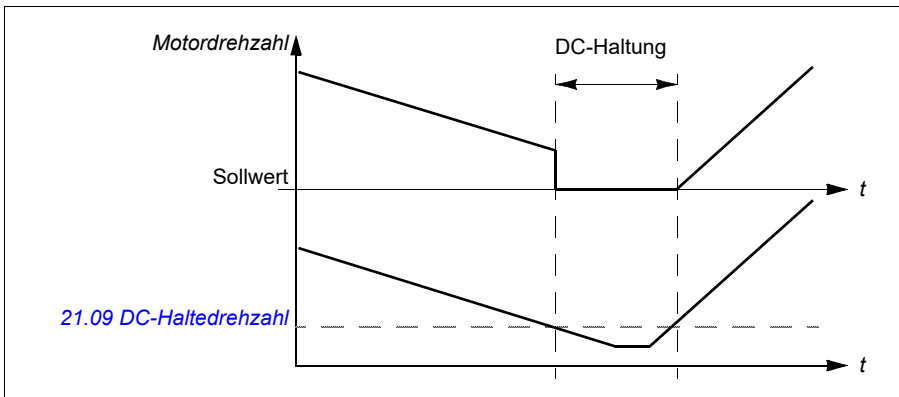 Motordrehzahl
DC-Haltung
Sollwert
t
21.09 DC-Haltedrehzahl
t